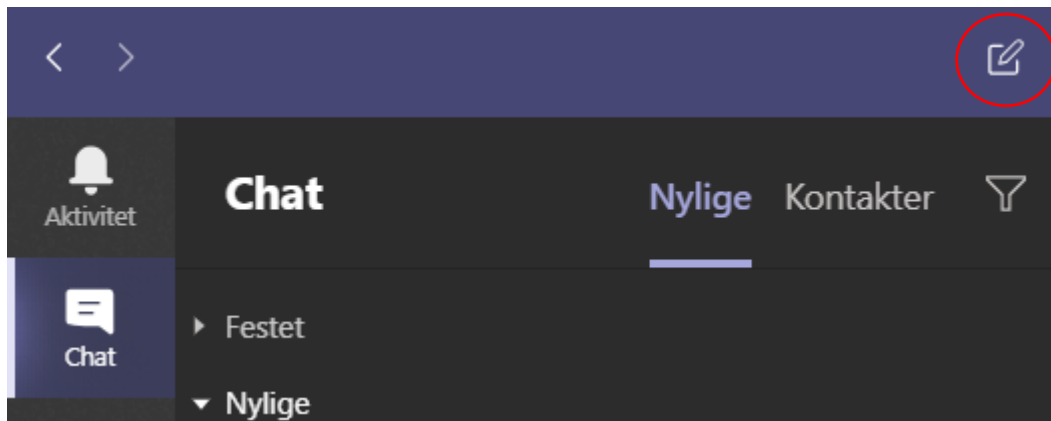 Aktivitet
Chat Nylige Kontakter
Chat
Festet
Nylige